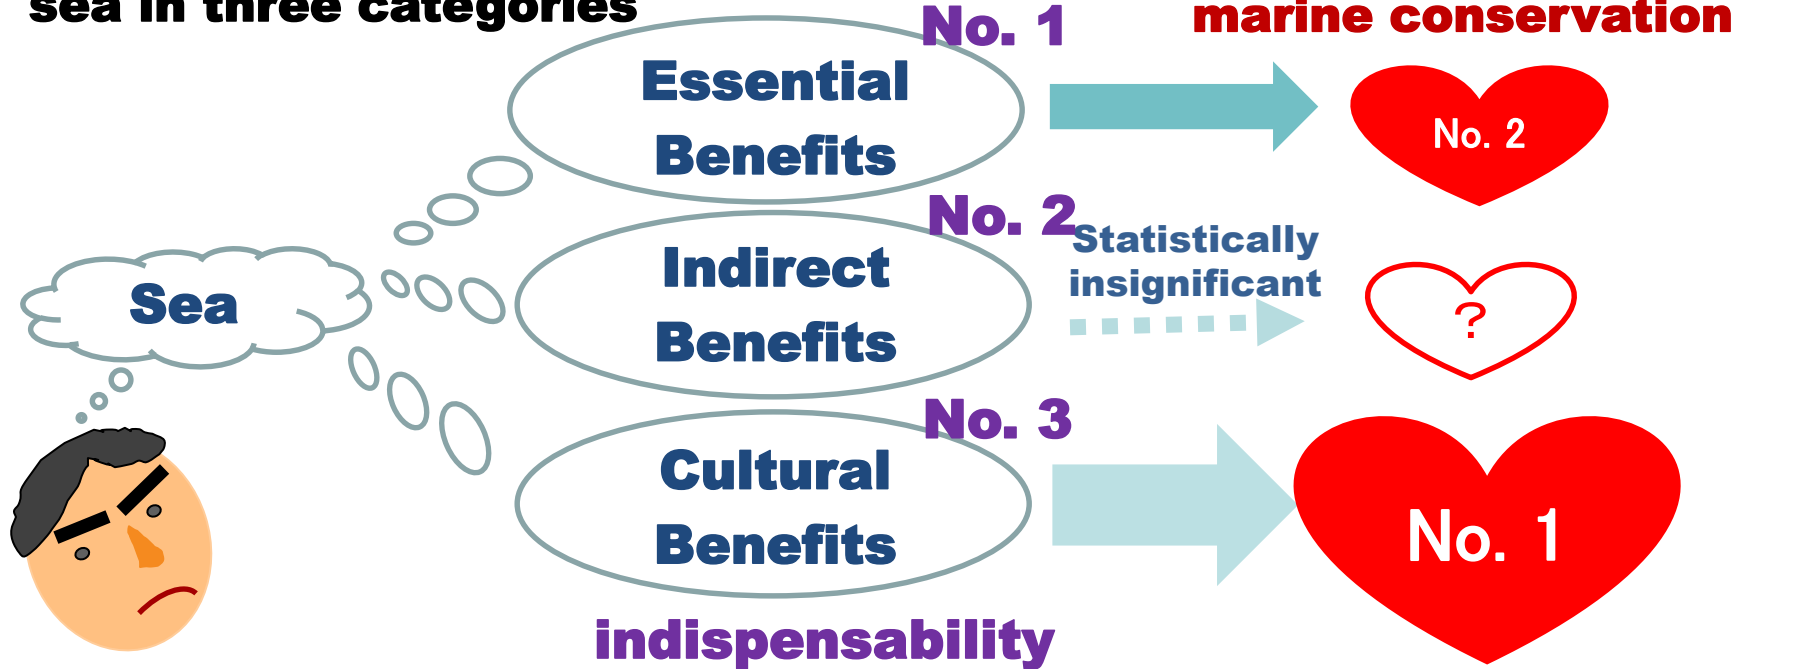 sea in three categories
marine conservation
No. 1
Essential
Benefits
No. 2
No. 2
Statistically
insignificant
Indirect
Benefits
?
Sea
No. 3
Cultural
Benefits
No. 1
indispensability